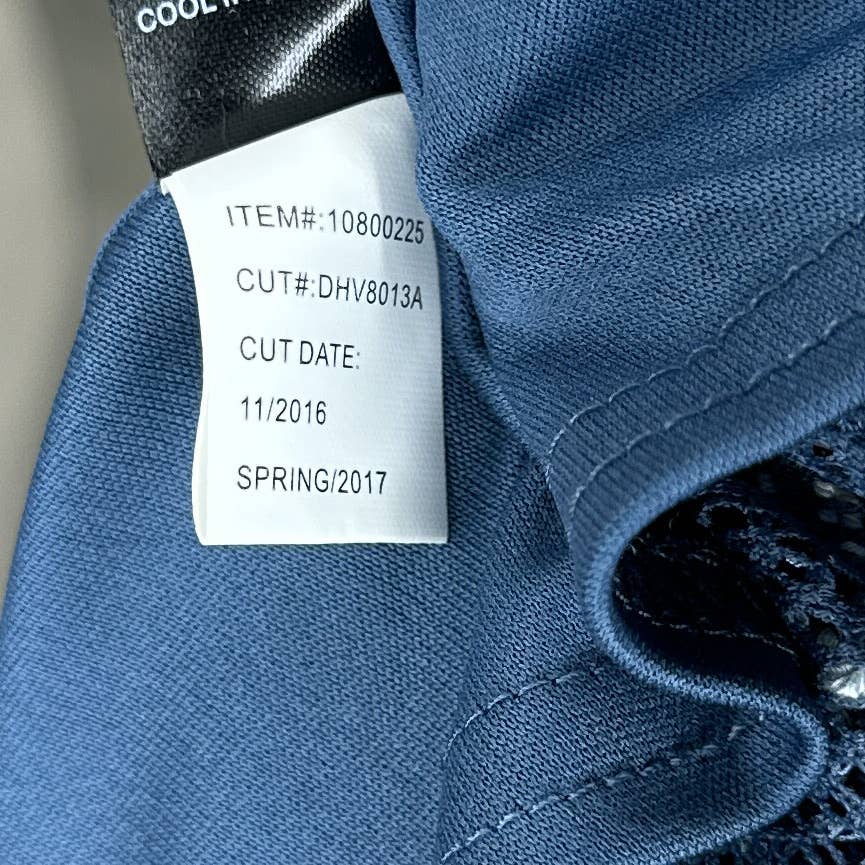 COOL
ITEM#:10800225
CUT#:DHV8013A
CUT DATE:
11/2016
SPRING/2017